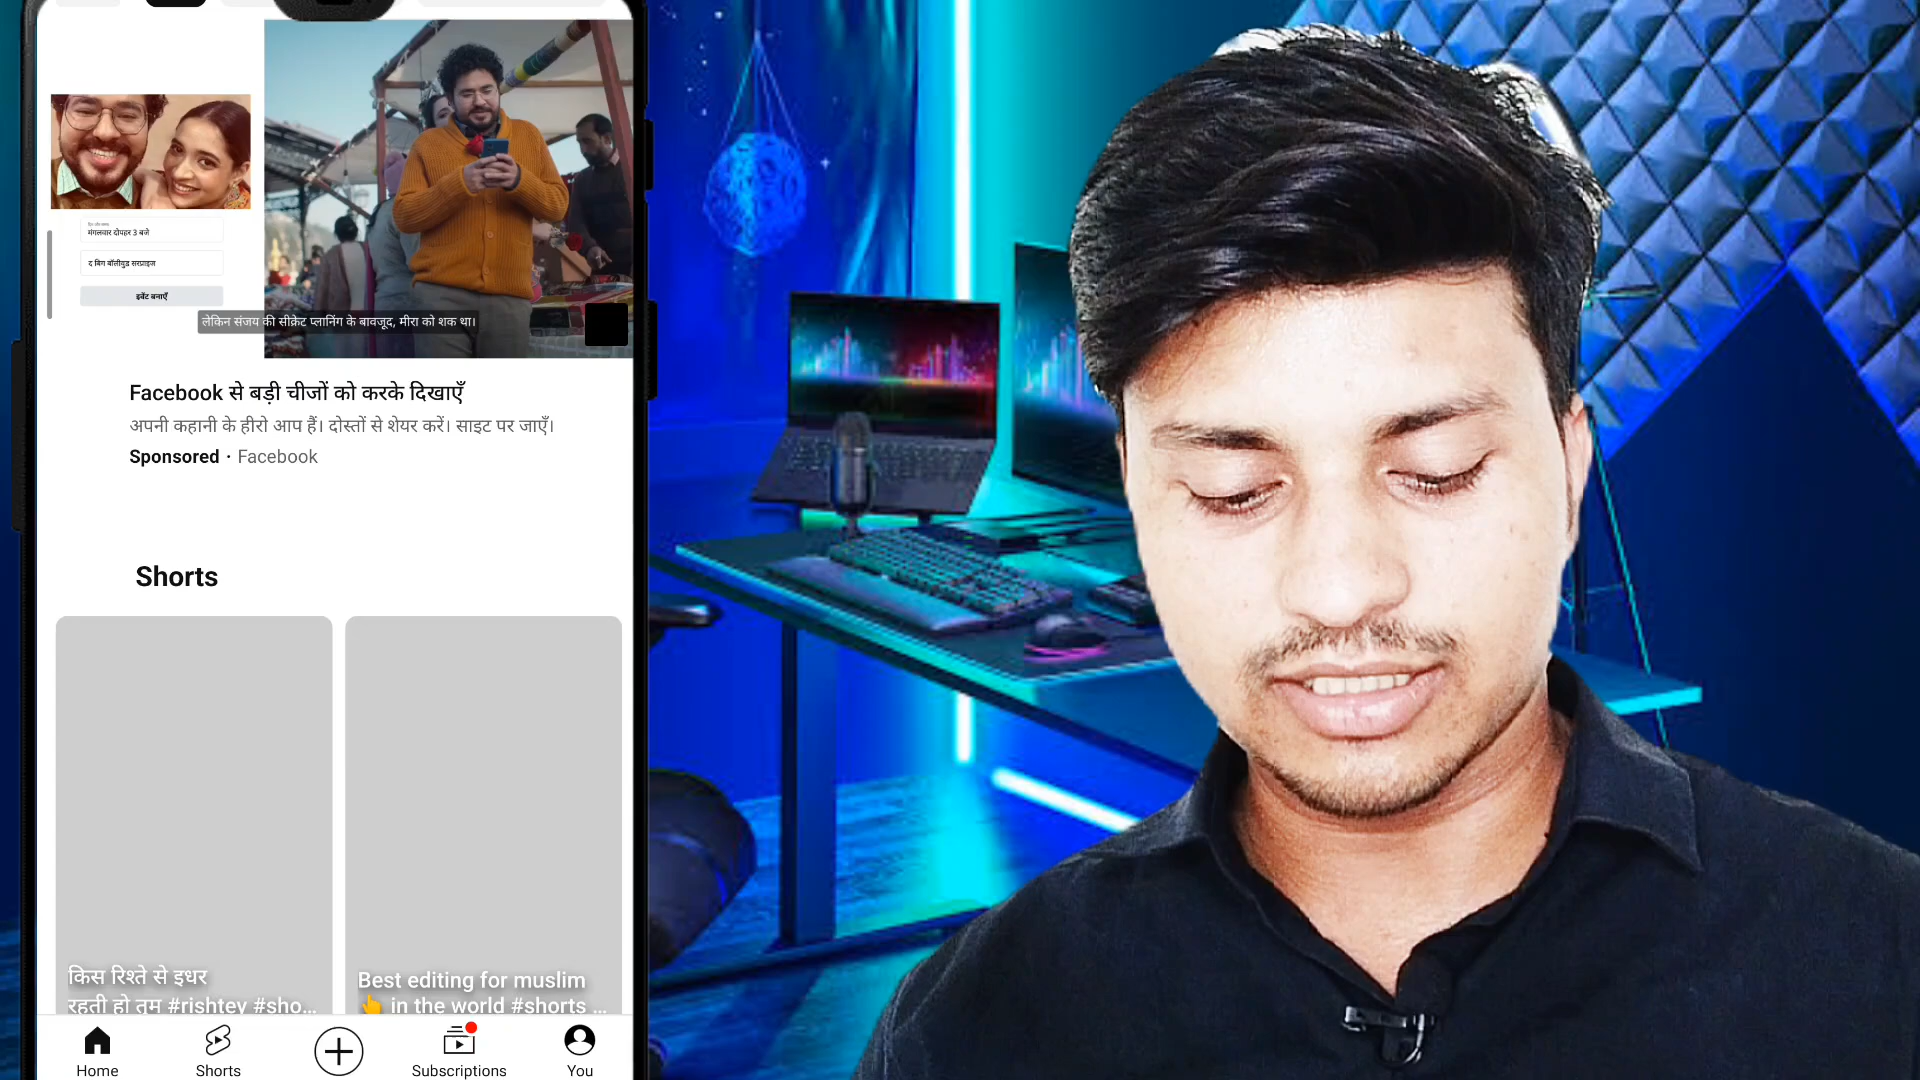 मंगलवार दोपहर 3 बजे
द बिग बॉलीवुड सरप्राइज
इवेंट बनाएँ
लेकिन संजय की सीक्रेट प्लानिंग के बावजूद, मीरा को शक था।
Facebook से बड़ी चीजों को करके दिखाएँ
अपनी कहानी के हीरो आप हैं। दोस्तों से शेयर करें। साइट पर जाएँ।
Sponsored · Facebook
Shorts
किस रिश्ते से इधर
रहती हो तुम #rishtey #sho...
Best editing for muslim
👆 in the world #shorts ...
Home
Shorts
Subscriptions
You